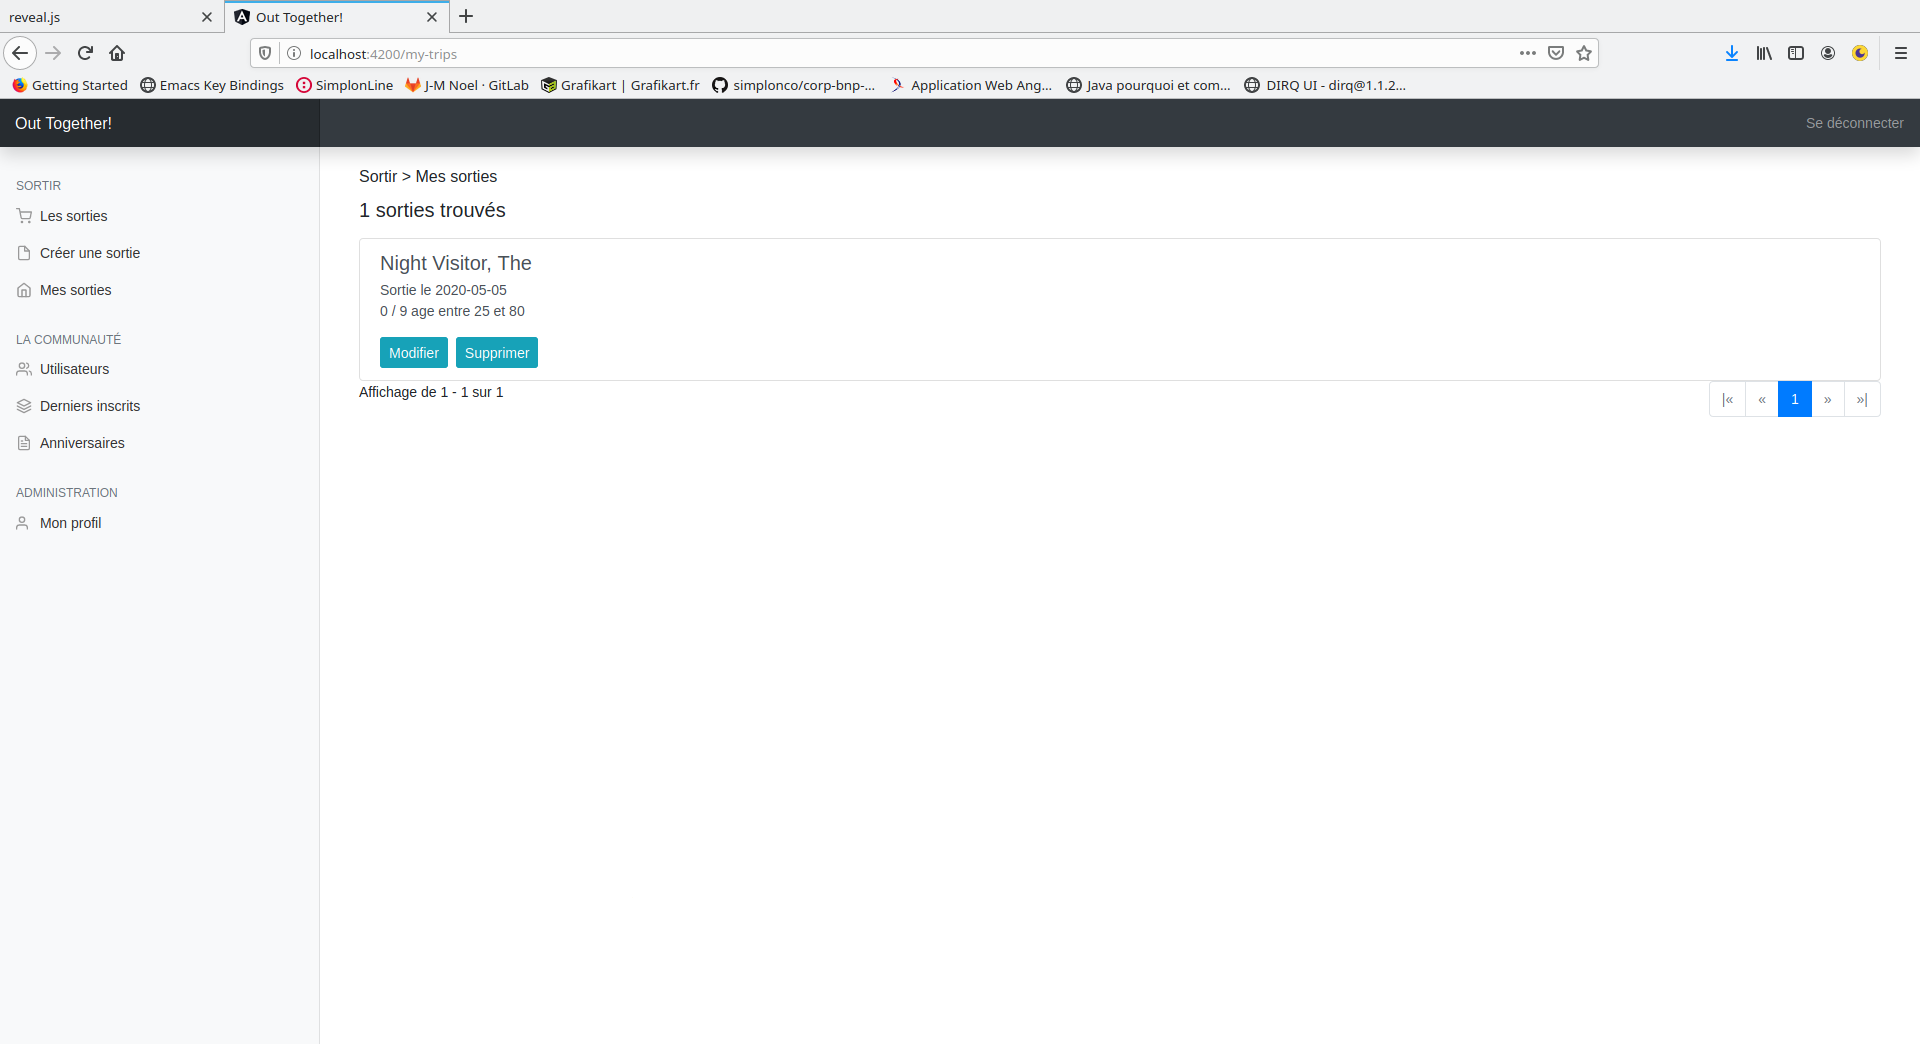 reveal.js
Out Together!
localhost:4200/my-trips
Getting Started Emacs Key Bindings SimplonLine J-M Noel · GitLab Grafikart | Grafikart.fr simplonco/corp-bnp-... Application Web Ang... Java pourquoi et com... DIRQ UI - dirq@1.1.2...
Out Together!
Se déconnecter
SORTIR
Les sorties
Créer une sortie
Mes sorties
LA COMMUNAUTÉ
Utilisateurs
Derniers inscrits
Anniversaires
ADMINISTRATION
Mon profil
Sortir > Mes sorties
1 sorties trouvés
Night Visitor, The
Sortie le 2020-05-05
0 / 9 age entre 25 et 80
Modifier Supprimer
Affichage de 1 - 1 sur 1
|« « 1 » »|